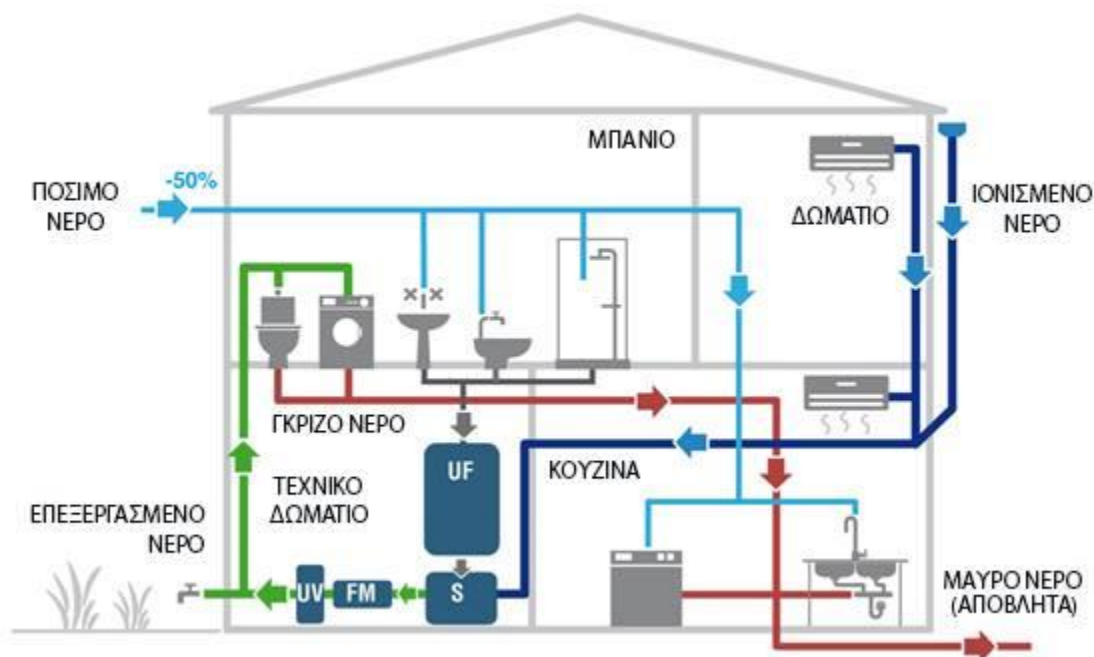 ΜΠΑΝΙΟ
-50%
ΠΟΣΙΜΟ
ΝΕΡΟ
ΔΩΜΑΤΙΟ
ΙΟΝΙΣΜΕΝΟ
ΝΕΡΟ
ΓΚΡΙΖΟ ΝΕΡΟ
UF
ΚΟΥΖΙΝΑ
ΤΕΧΝΙΚΟ
ΔΩΜΑΤΙΟ
ΕΠΕΞΕΡΓΑΣΜΕΝΟ
ΝΕΡΟ
UV
FM
S
ΜΑΥΡΟ ΝΕΡΟ
(ΑΠΟΒΛΗΤΑ)